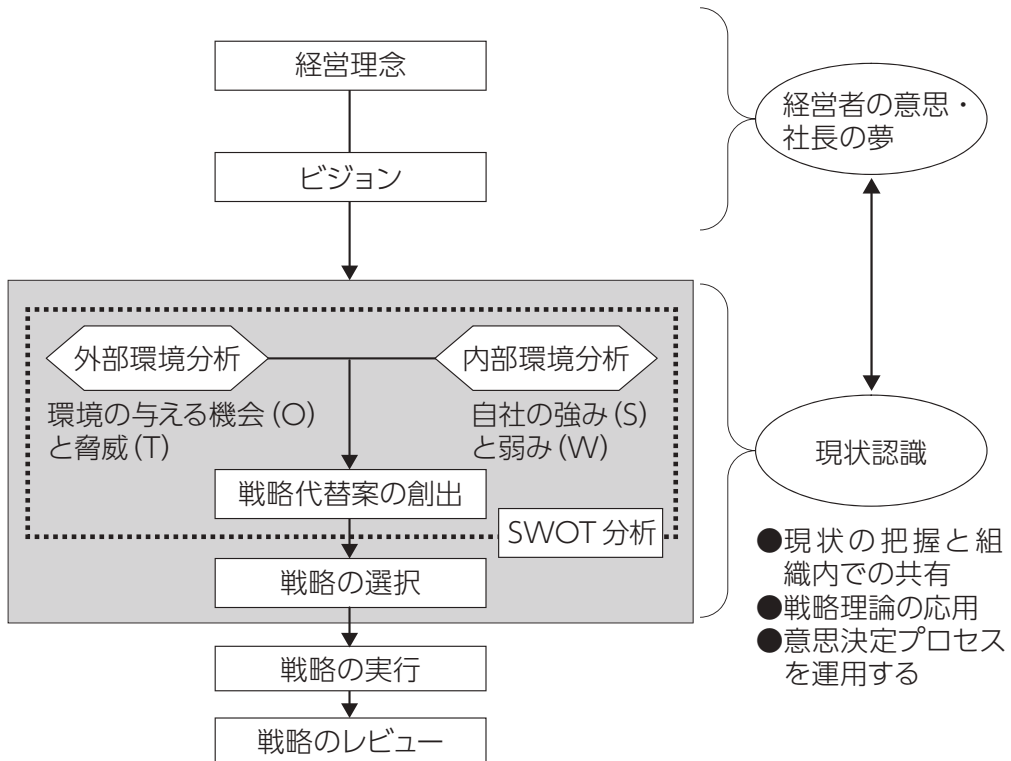 経営理念
経営者の意思・
社長の夢
ビジョン
外部環境分析
内部環境分析
環境の与える機会(O)
と脅威(T)
自社の強み(S)
と弱み(W)
現状認識
戦略代替案の創出
SWOT分析
戦略の選択
●現状の把握と組
織内での共有
●戦略理論の応用
●意思決定プロセス
を運用する
戦略の実行
戦略のレビュー